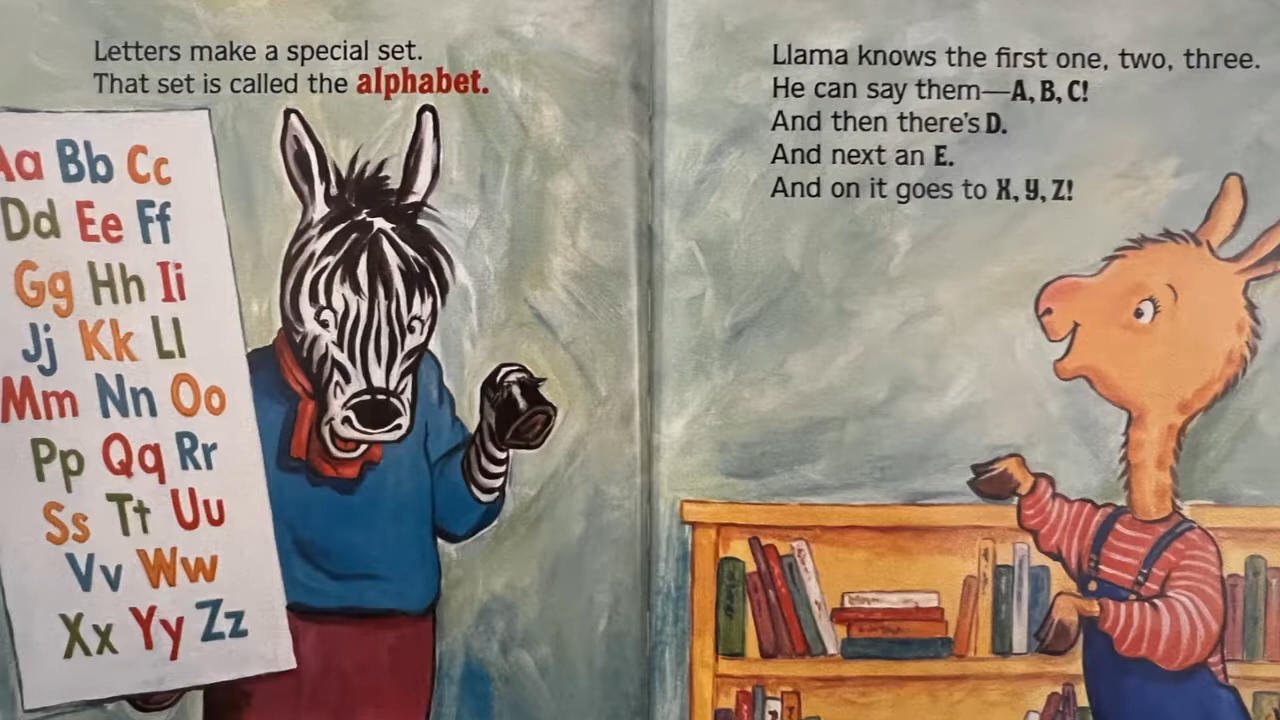 Letters make a special set.
That set is called the alphabet.
Aa Bb Cc
Dd Ee Ff
Gg Hh Ii
Jj Kk Ll
Mm Nn Oo
Pp Qq Rr
Ss Tt Uu
Vv Ww
Xx Yy Zz
Llama knows the first one, two, three.
He can say them—A, B, C!
And then there's D.
And next an E.
And on it goes to X, Y, Z!